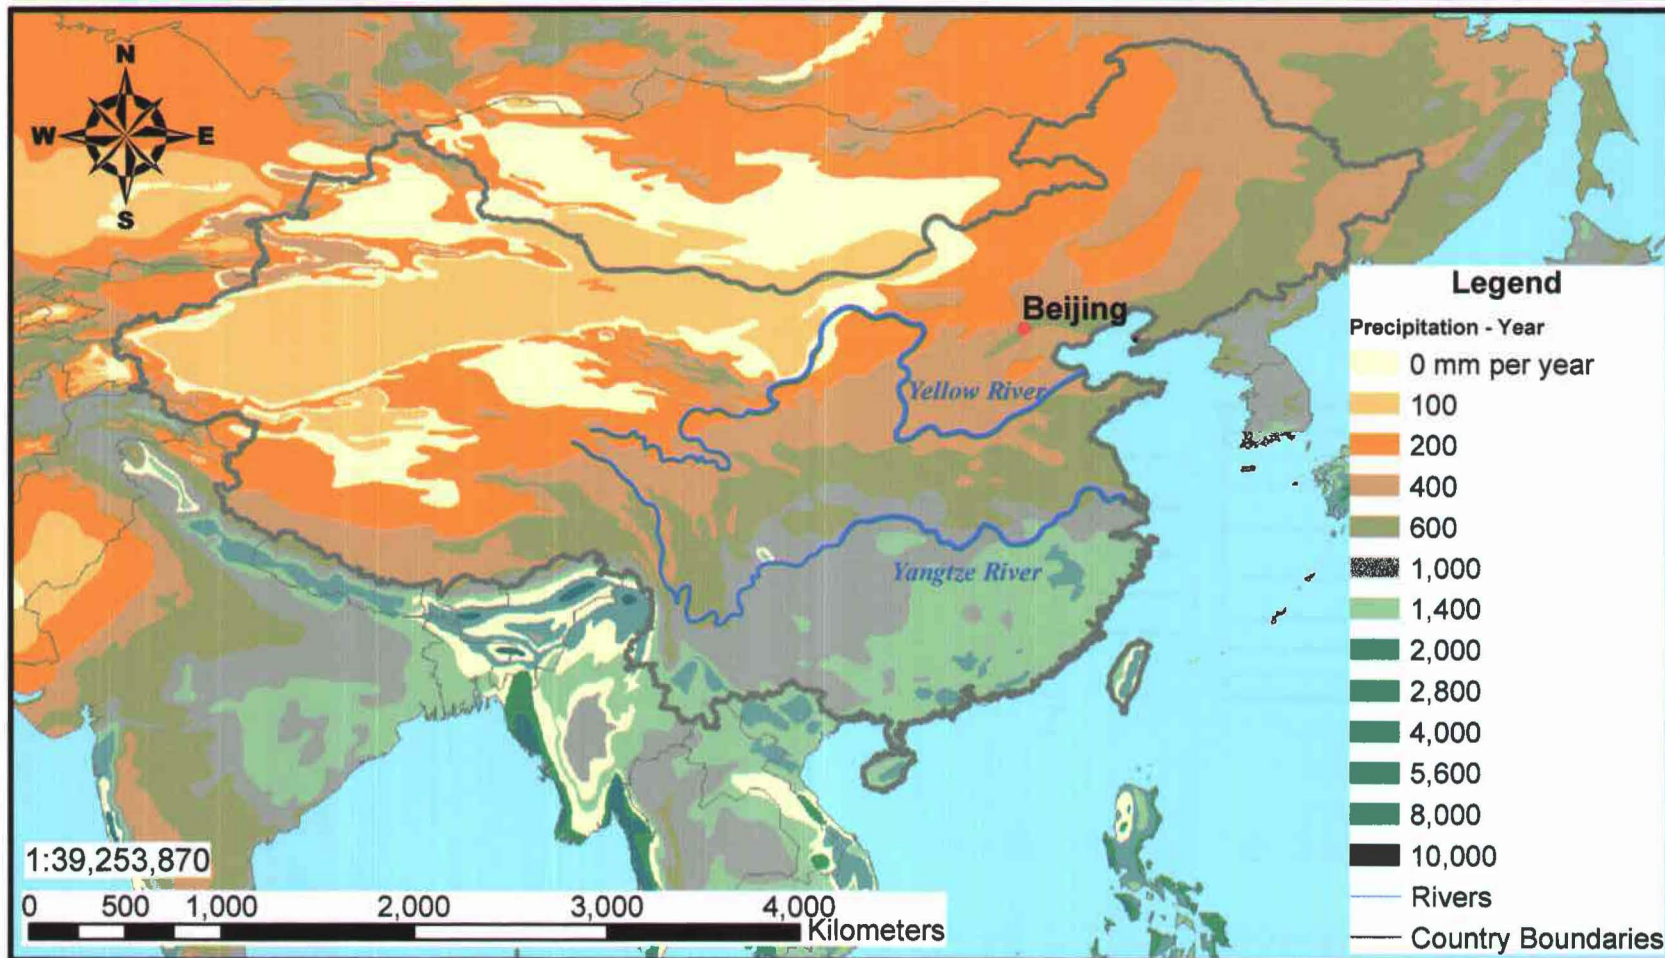 N
W E
S
Beijing
Yellow River
Yangtze River
Legend
Precipitation - Year
0 mm per year
100
200
400
600
1,000
1,400
2,000
2,800
4,000
5,600
8,000
10,000
Rivers
Country Boundaries
1:39,253,870
0 500 1,000 2,000 3,000 4,000
Kilometers